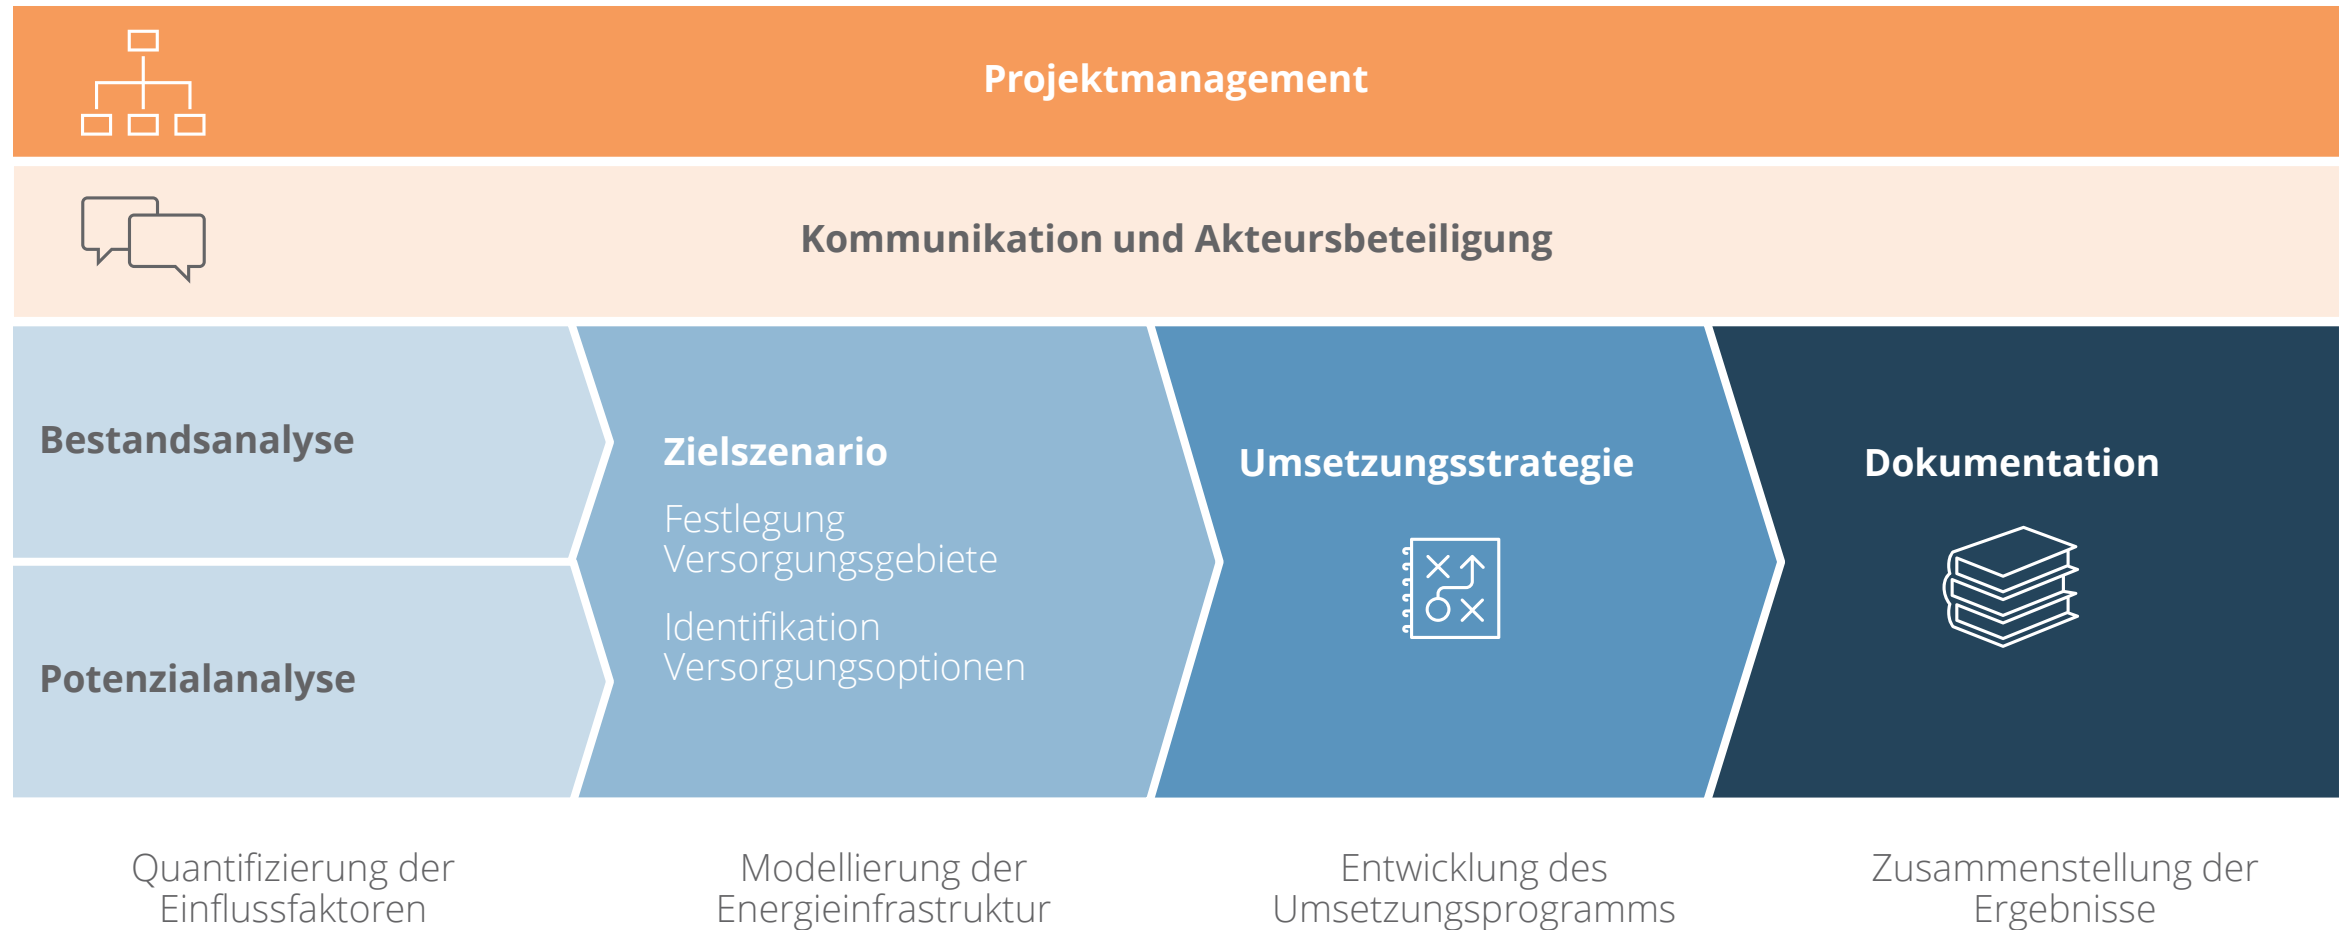 Projektmanagement
Kommunikation und Akteursbeteiligung
Bestandsanalyse
Potenzialanalyse
Zielszenario
Festlegung
Versorgungsgebiete
Identifikation
Versorgungsoptionen
Umsetzungsstrategie
Dokumentation
Quantifizierung der
Einflussfaktoren
Modellierung der
Energieinfrastruktur
Entwicklung des
Umsetzungsprogramms
Zusammenstellung der
Ergebnisse